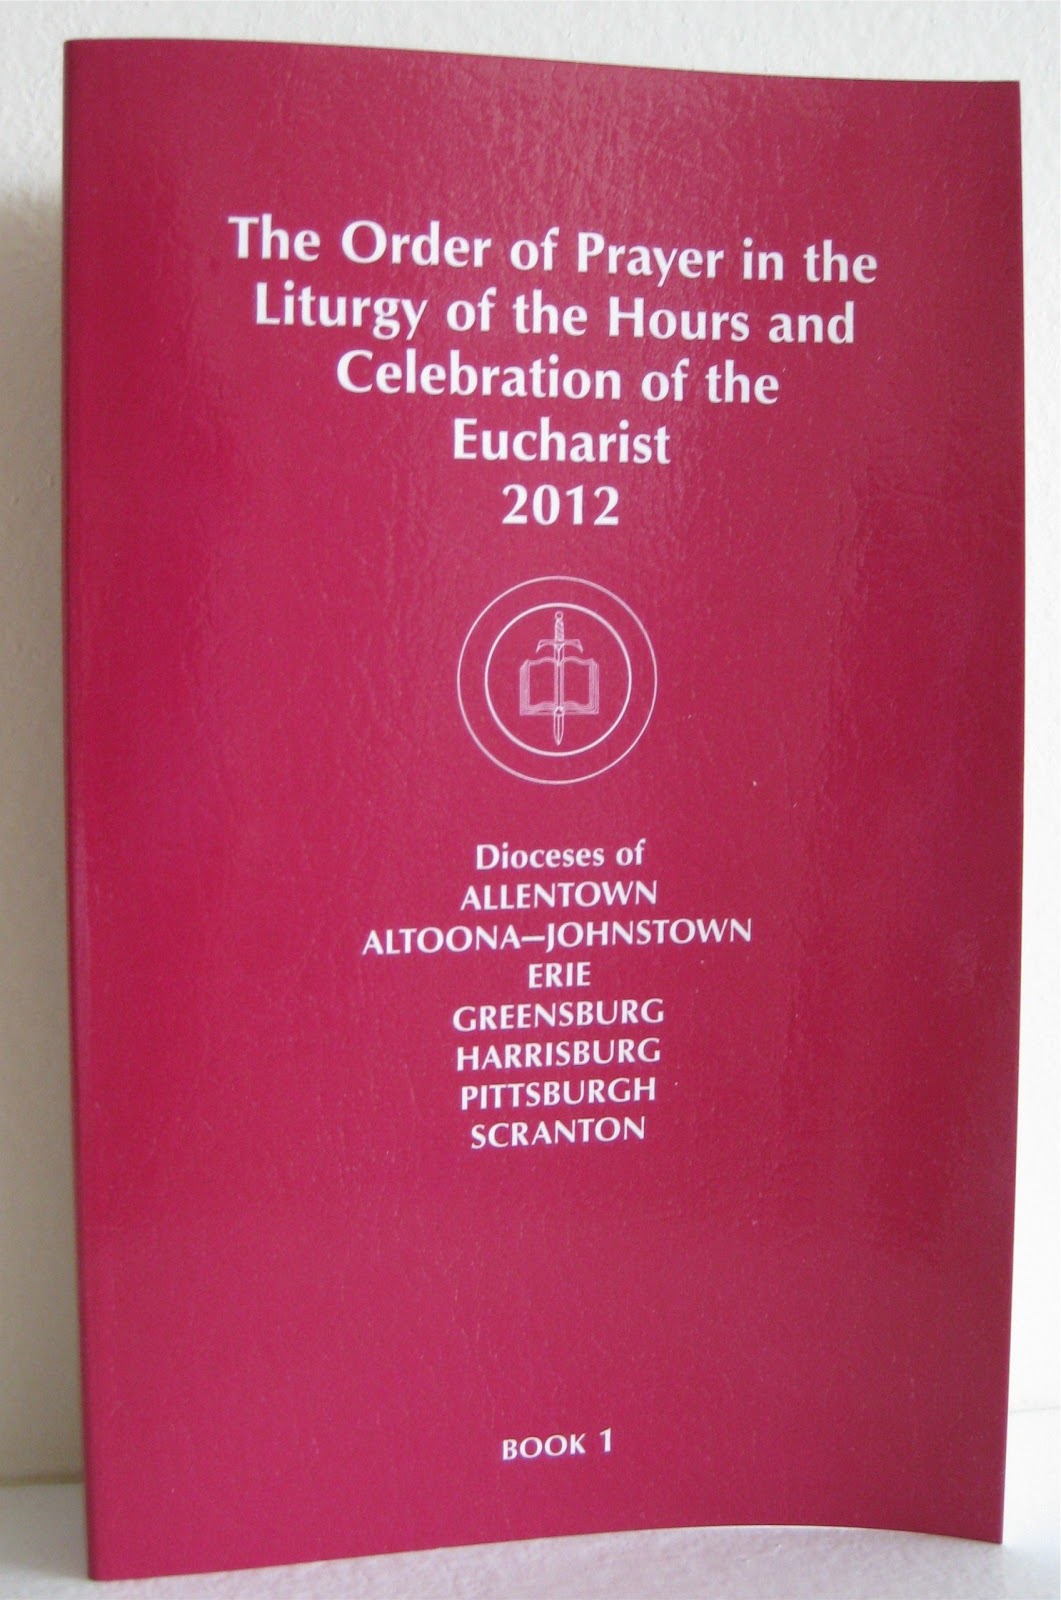 The Order of Prayer in the
Liturgy of the Hours and
Celebration of the
Eucharist
2012
Dioceses of
ALLENTOWN
ALTOONA—JOHNSTOWN
ERIE
GREENSBURG
HARRISBURG
PITTSBURGH
SCRANTON
BOOK 1